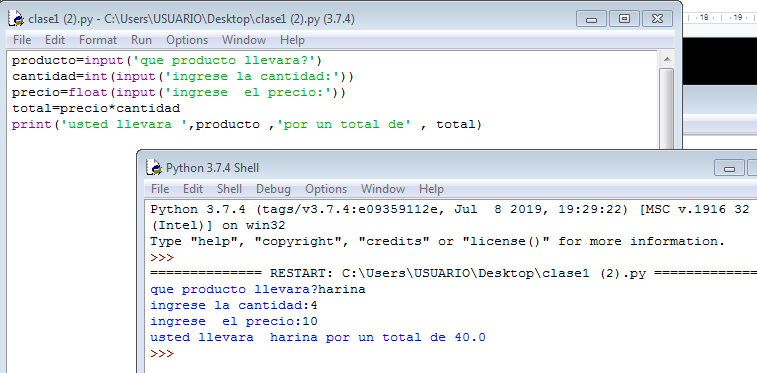 clase1 (2).py - C:\Users\USUARIO\Desktop\clase1 (2).py (3.7.4)
File Edit Format Run Options Window Help
producto=input('que producto llevara?')
cantidad=int(input('ingrese la cantidad:'))
precio=float(input('ingrese  el precio:'))
total=precio*cantidad
print('usted llevara ',producto ,'por un total de' , total)
· 18 · | · 19 ·
Python 3.7.4 Shell
File Edit Shell Debug Options Window Help
Python 3.7.4 (tags/v3.7.4:e09359112e, Jul  8 2019, 19:29:22) [MSC v.1916 32
(Intel)] on win32
Type "help", "copyright", "credits" or "license()" for more information.
>>>
============== RESTART: C:\Users\USUARIO\Desktop\clase1 (2).py =============
que producto llevara?harina
ingrese la cantidad:4
ingrese  el precio:10
usted llevara  harina por un total de 40.0
>>>